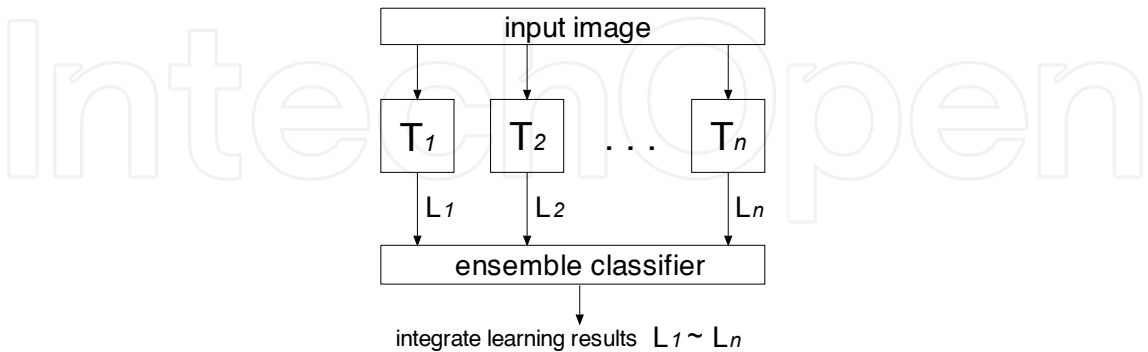 IntechOpen
input image
T1 T2 . . . Tn
L1 L2 Ln
ensemble classifier
integrate learning results L1 ~ Ln